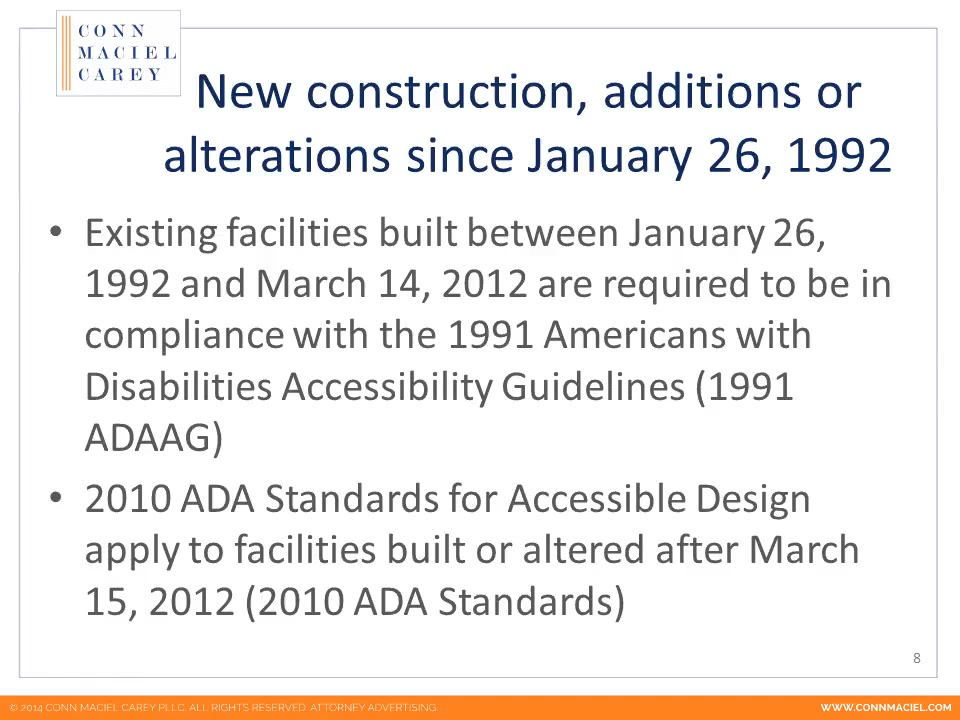 CONN
MACIEL
CAREY
New construction, additions or
alterations since January 26, 1992
• Existing facilities built between January 26,
1992 and March 14, 2012 are required to be in
compliance with the 1991 Americans with
Disabilities Accessibility Guidelines (1991
ADAAG)
• 2010 ADA Standards for Accessible Design
apply to facilities built or altered after March
15, 2012 (2010 ADA Standards)
8
© 2014 CONN MACIEL CAREY PLLC. ALL RIGHTS RESERVED. ATTORNEY ADVERTISING.
WWW.CONNMACIEL.COM